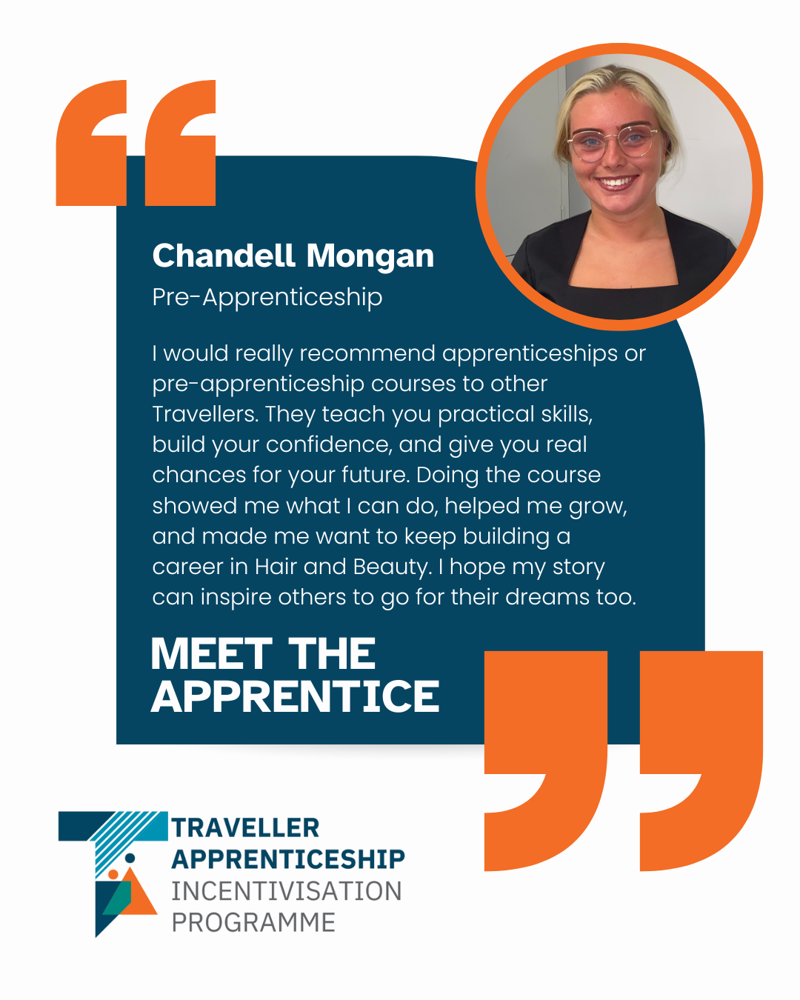 Chandell Mongan
Pre-Apprenticeship
I would really recommend apprenticeships or
pre-apprenticeship courses to other
Travellers. They teach you practical skills,
build your confidence, and give you real
chances for your future. Doing the course
showed me what I can do, helped me grow,
and made me want to keep building a
career in Hair and Beauty. I hope my story
can inspire others to go for their dreams too.
MEET THE
APPRENTICE
TRAVELLER
APPRENTICESHIP
INCENTIVISATION
PROGRAMME